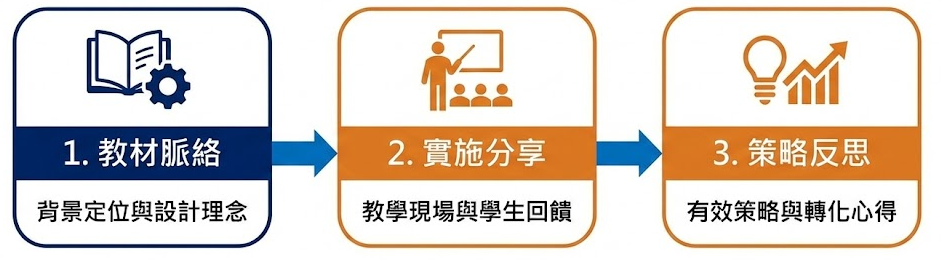 1. 教材脈絡
背景定位與設計理念
2. 實施分享
教學現場與學生回饋
3. 策略反思
有效策略與轉化心得